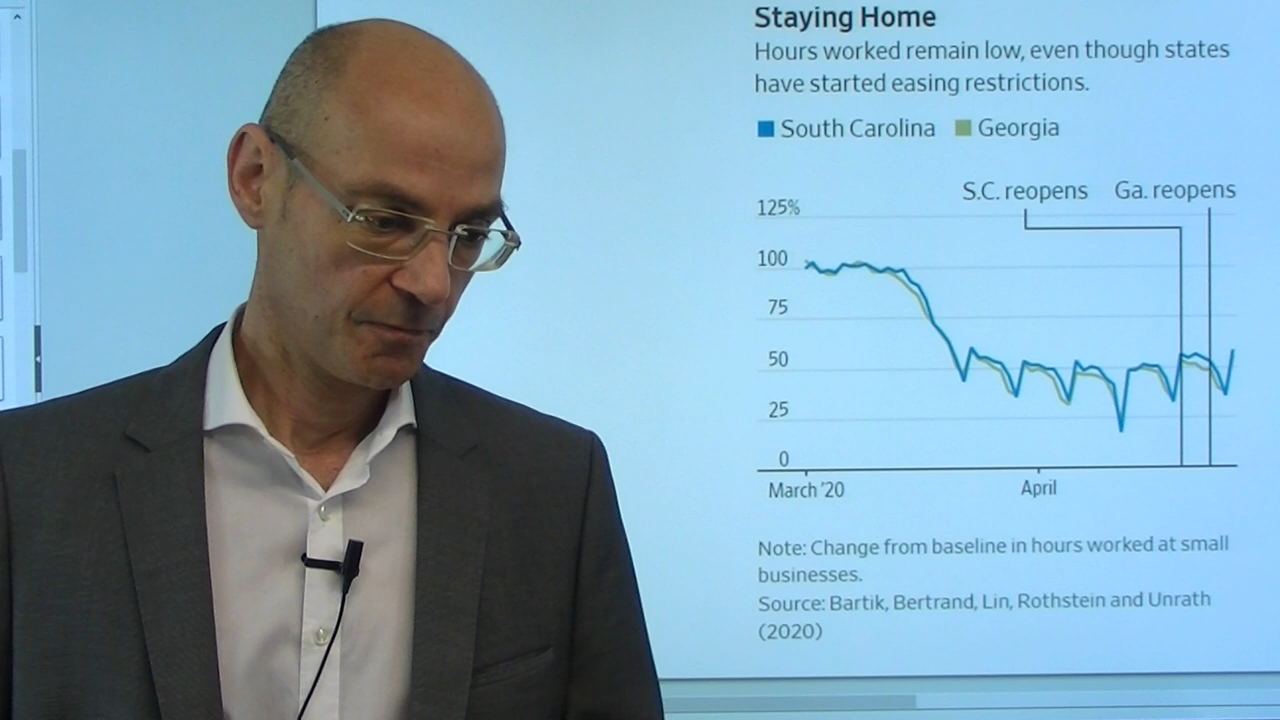 Staying Home
Hours worked remain low, even though states
have started easing restrictions.
South Carolina Georgia
S.C. reopens Ga. reopens
125%
100
75
50
25
0
March '20 April
Note: Change from baseline in hours worked at small
businesses.
Source: Bartik, Bertrand, Lin, Rothstein and Unrath
(2020)